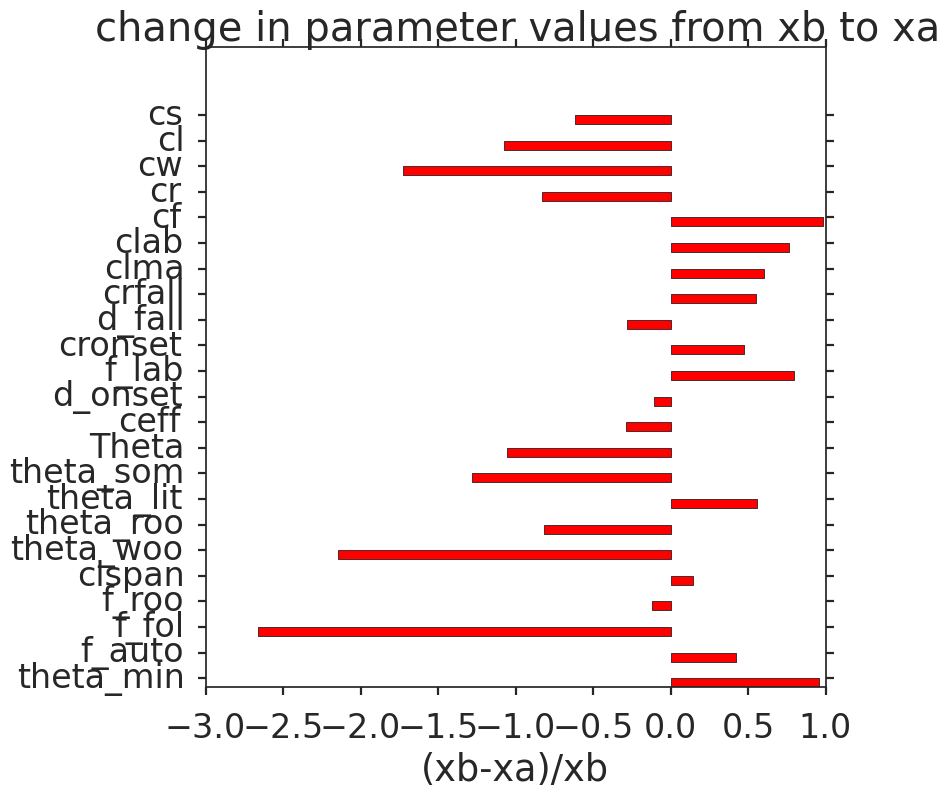 change in parameter values from xb to xa
cs
cl
cw
cr
cf
clab
clma
crfall
d_fall
cronset
f_lab
d_onset
ceff
Theta
theta_som
theta_lit
theta_roo
theta_woo
clspan
f_roo
f_fol
f_auto
theta_min
−3.0 −2.5 −2.0 −1.5 −1.0 −0.5 0.0 0.5 1.0
(xb-xa)/xb